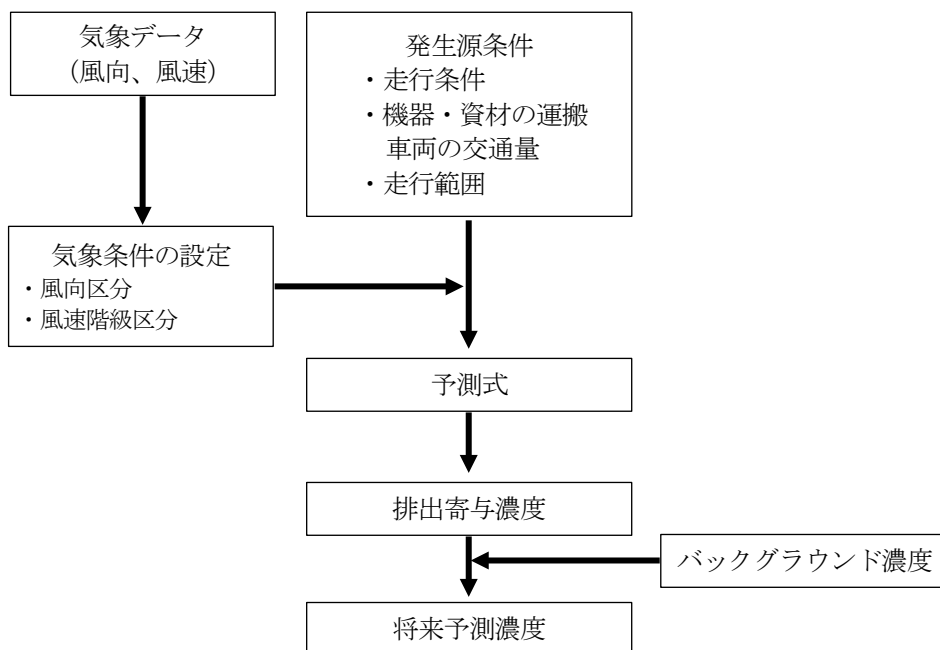 気象データ
（風向、風速）
発生源条件
・走行条件
・機器・資材の運搬
車両の交通量
・走行範囲
気象条件の設定
・風向区分
・風速階級区分
予測式
排出寄与濃度
バックグラウンド濃度
将来予測濃度